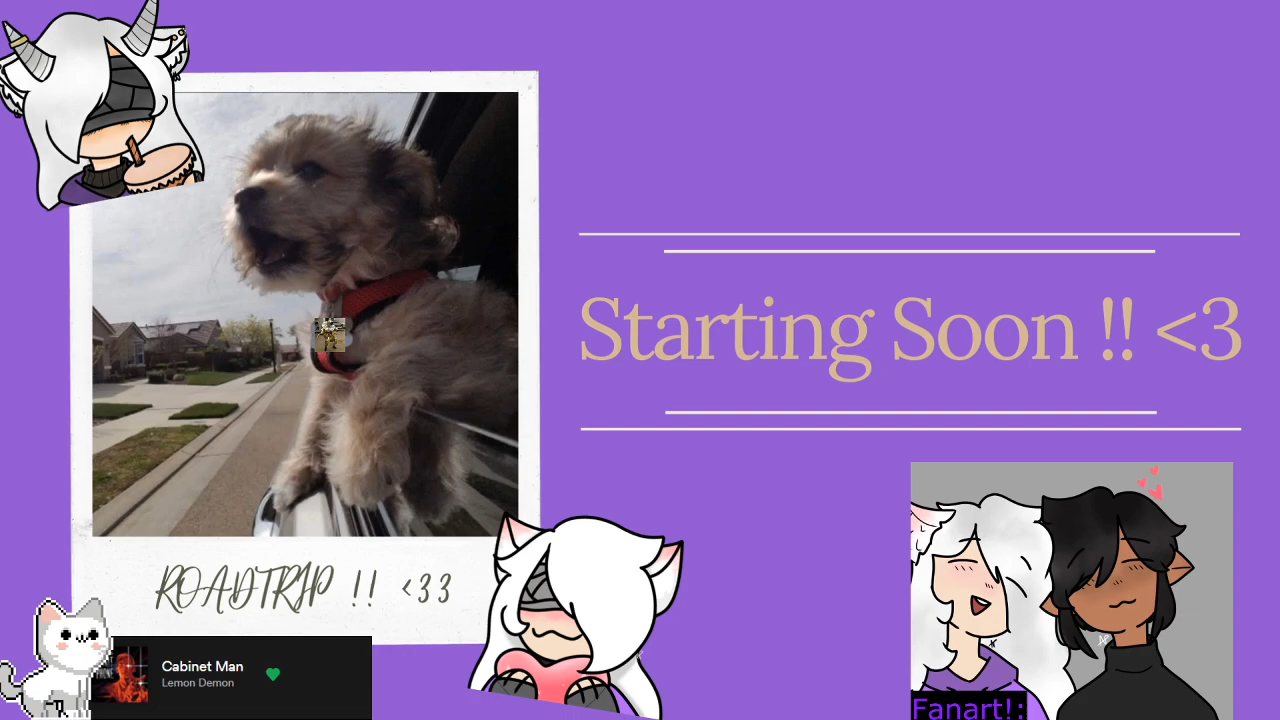 Starting Soon !! <3
ROADTRIP !! <33
Cabinet Man
Lemon Demon
Fanart!: